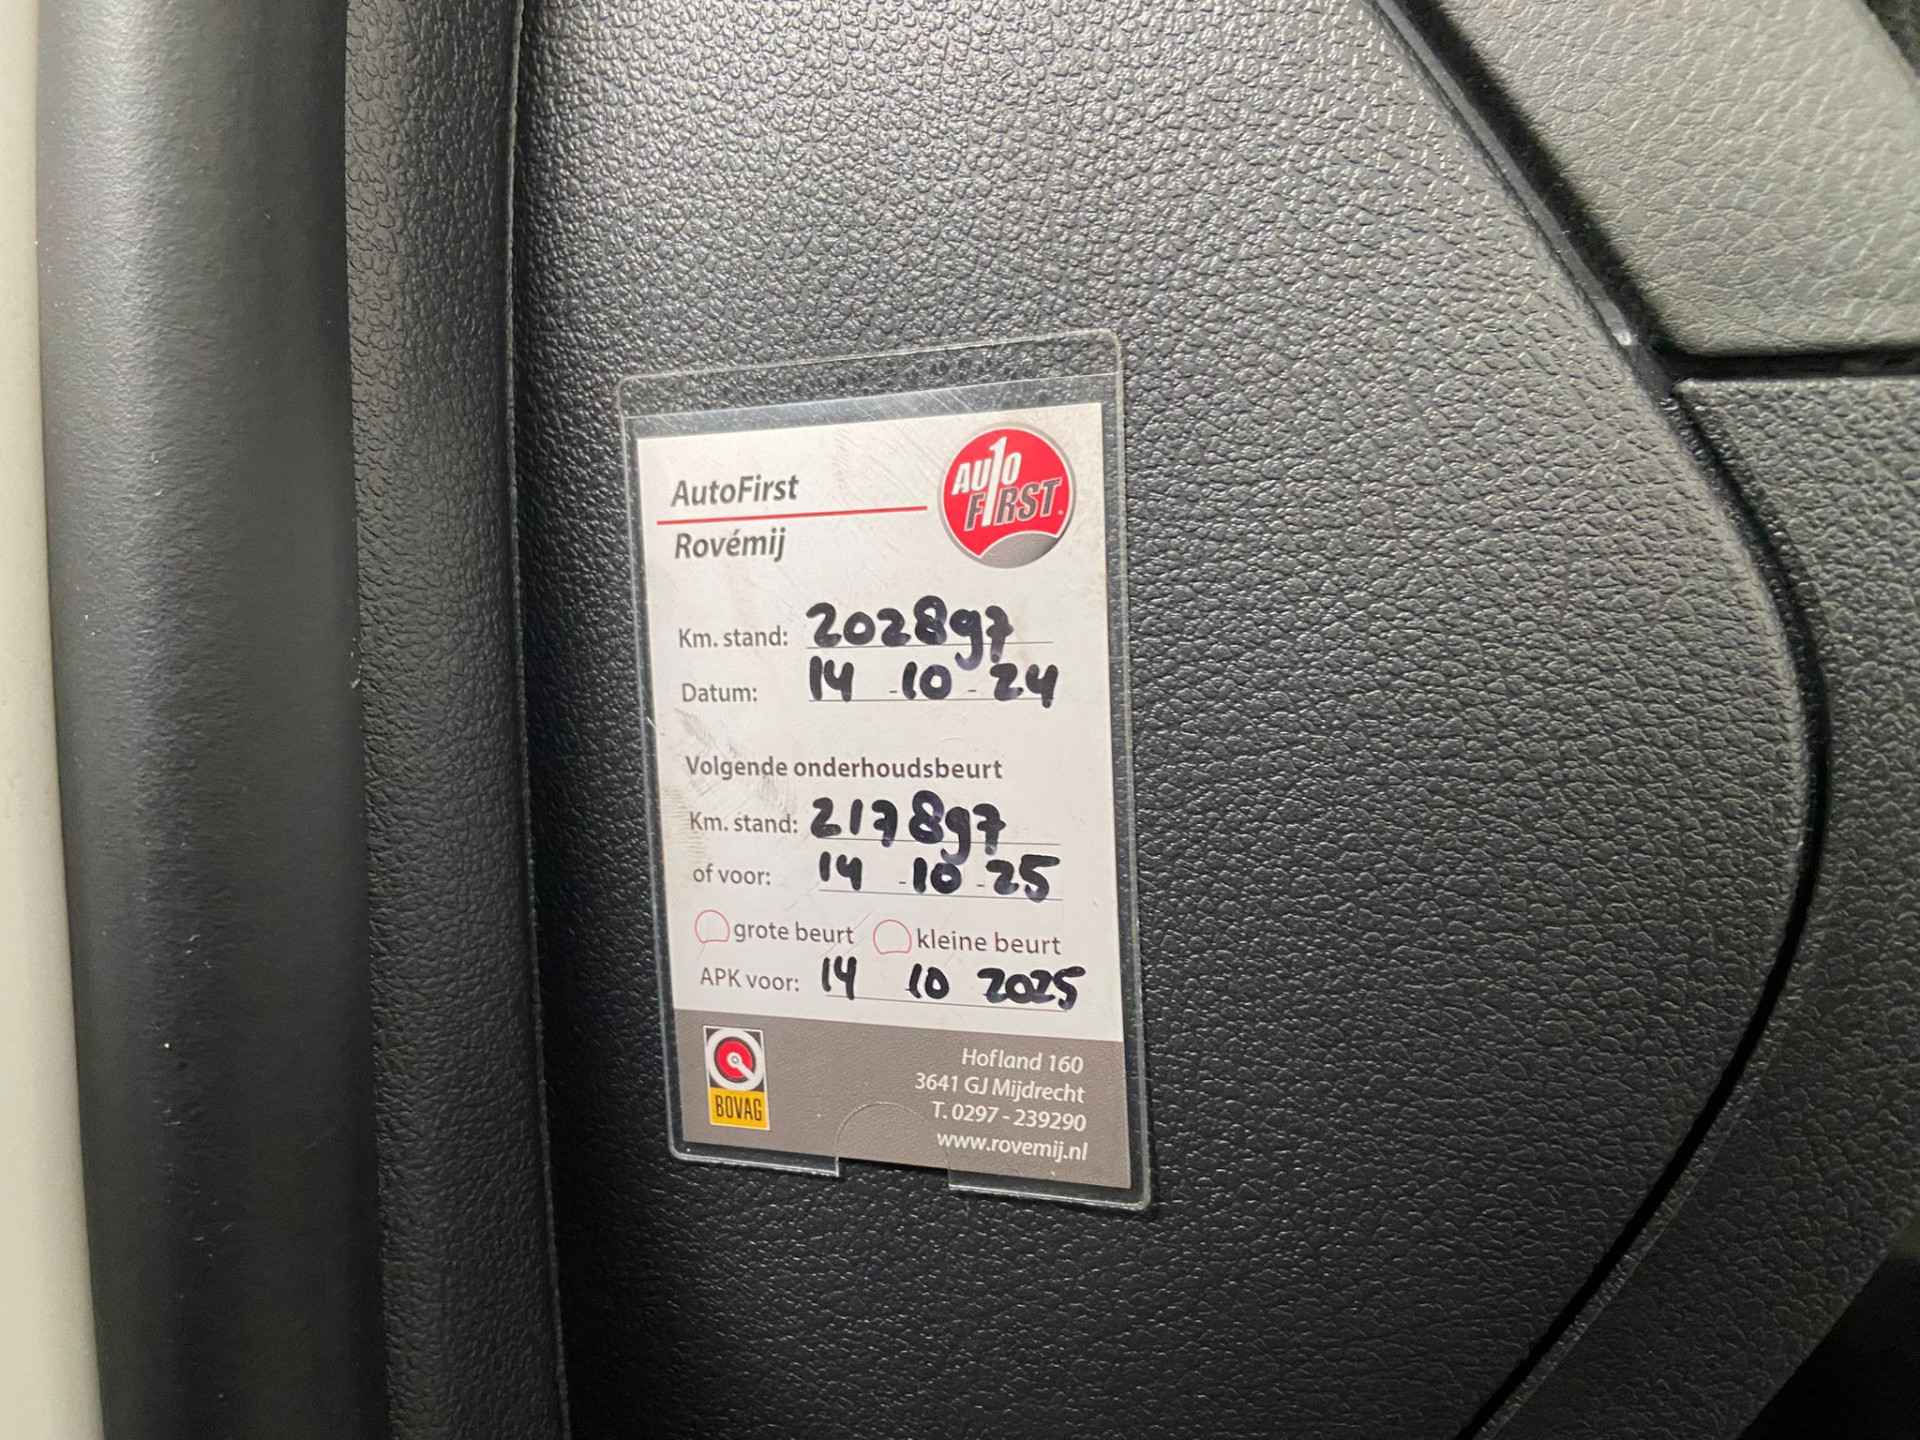 AutoFirst
Rovémij
AUTO
FIRST
Km. stand: 202897
Datum: 14 - 10 - 24
Volgende onderhoudsbeurt
Km. stand: 217897
of voor: 14 - 10 - 25
grote beurt kleine beurt
APK voor: 14 10 2025
BOVAG
Hofland 160
3641 GJ Mijdrecht
T. 0297 - 239290
www.rovemij.nl